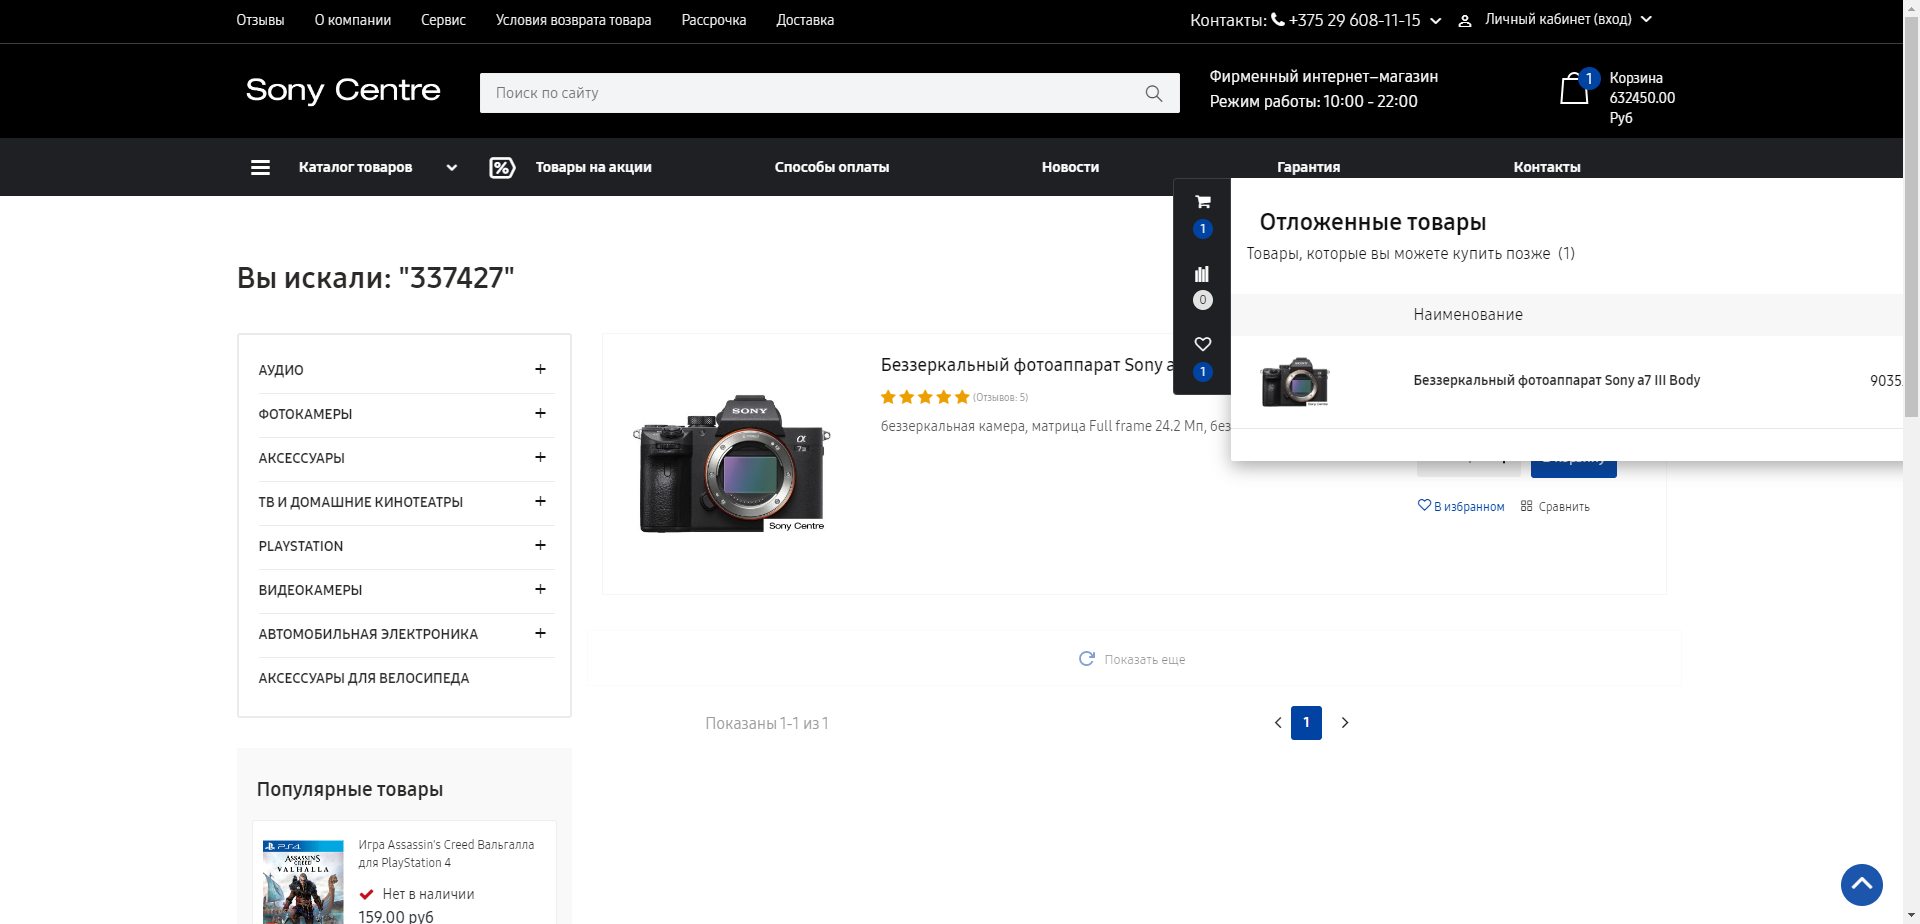 Отзывы
О компании
Сервис
Условия возврата товара
Рассрочка
Доставка
Контакты: +375 29 608-11-15
Личный кабинет (вход)
Sony Centre
Поиск по сайту
Фирменный интернет–магазин
Режим работы: 10:00 - 22:00
1
Корзина
632450.00
Руб
Каталог товаров
%
Товары на акции
Способы оплаты
Новости
Гарантия
Контакты
1
0
1
Отложенные товары
Товары, которые вы можете купить позже (1)
Наименование
Беззеркальный фотоаппарат Sony a7 III Body
9035
Вы искали: "337427"
АУДИО
ФОТОКАМЕРЫ
АКСЕССУАРЫ
ТВ И ДОМАШНИЕ КИНОТЕАТРЫ
PLAYSTATION
ВИДЕОКАМЕРЫ
АВТОМОБИЛЬНАЯ ЭЛЕКТРОНИКА
АКСЕССУАРЫ ДЛЯ ВЕЛОСИПЕДА
SONY
α
7 III
Sony Centre
Беззеркальный фотоаппарат Sony a
(Отзывов: 5)
беззеркальная камера, матрица Full frame 24.2 Мп, без
В избранном
Сравнить
Показать еще
Показаны 1-1 из 1
1
Популярные товары
PS4
ASSASSIN'S
CREED
VALHALLA
Игра Assassin's Creed Вальгалла
для PlayStation 4
Нет в наличии
159.00 руб